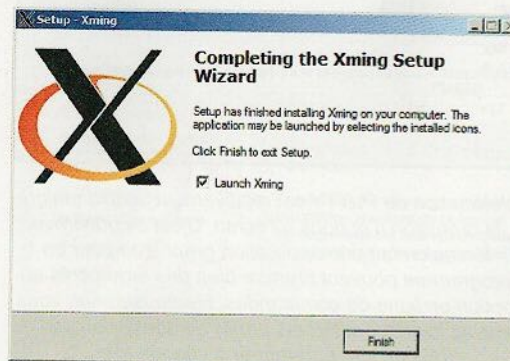 Setup - Xming
Completing the Xming Setup
Wizard
Setup has finished installing Xming on your computer. The
application may be launched by selecting the installed icons.
Click Finish to exit Setup.
Launch Xming
Finish